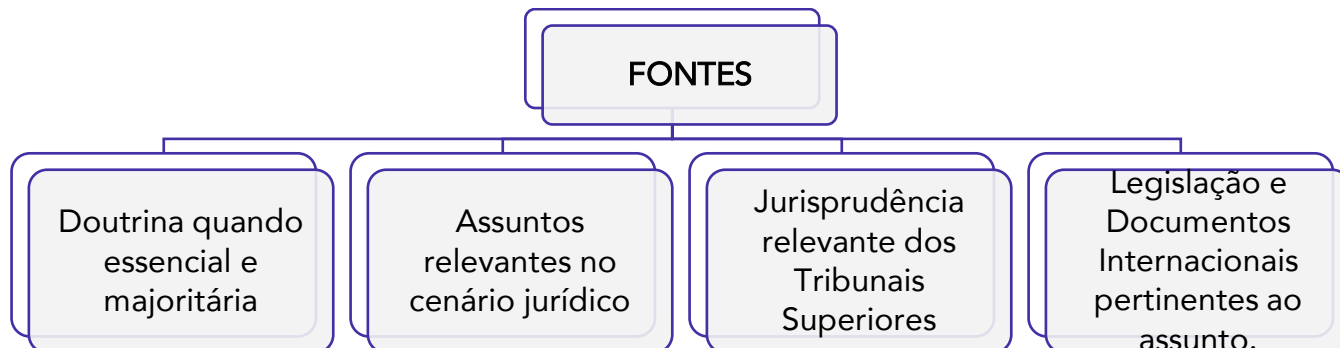 FONTES
Doutrina quando
essencial e
majoritária
Assuntos
relevantes no
cenário jurídico
Jurisprudência
relevante dos
Tribunais
Superiores
Legislação e
Documentos
Internacionais
pertinentes ao
assunto.